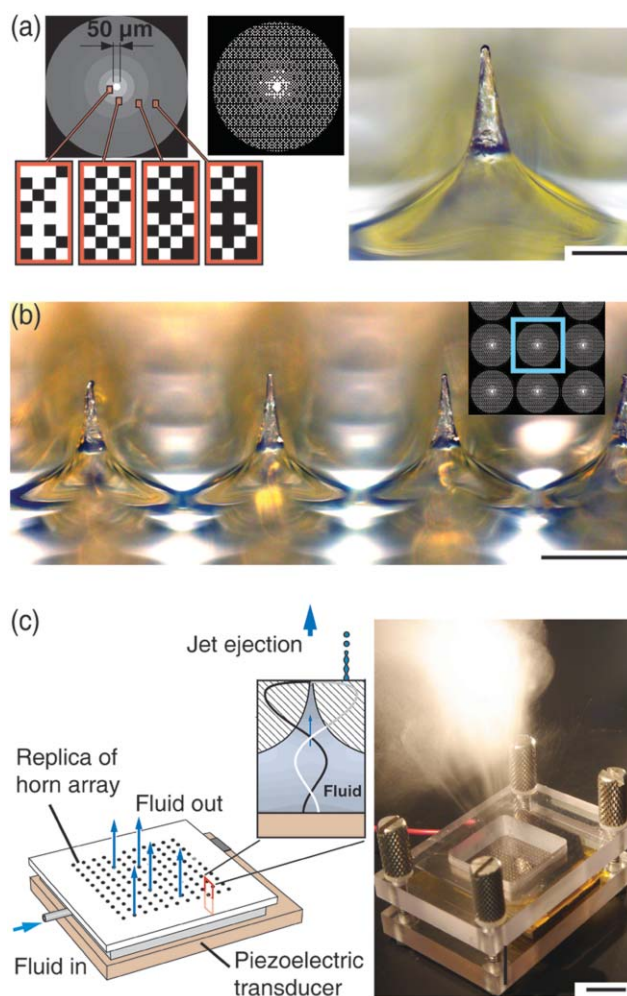 (a)
50 µm
(b)
(c)
Jet ejection
Replica of
horn array
Fluid out
Fluid
Fluid in
Piezoelectric
transducer